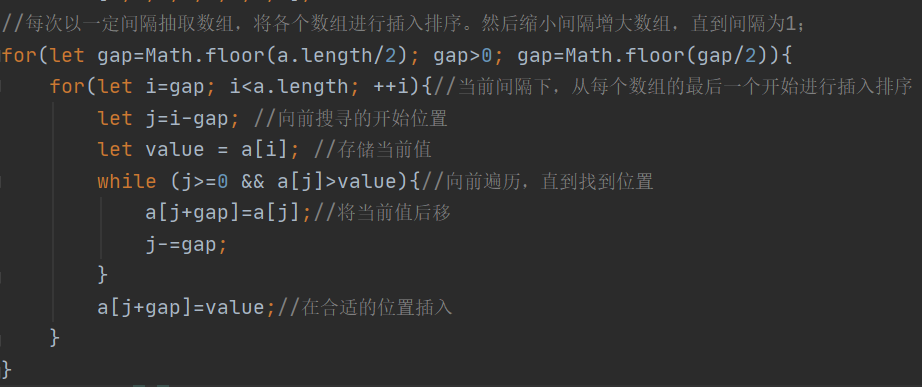 //每次以一定间隔抽取数组，将各个数组进行插入排序。然后缩小间隔增大数组，直到间隔为1；
for(let gap=Math.floor(a.length/2); gap>0; gap=Math.floor(gap/2)){
    for(let i=gap; i<a.length; ++i){//当前间隔下，从每个数组的最后一个开始进行插入排序
        let j=i-gap; //向前搜寻的开始位置
        let value = a[i]; //存储当前值
        while (j>=0 && a[j]>value){//向前遍历，直到找到位置
            a[j+gap]=a[j];//将当前值后移
            j-=gap;
        }
        a[j+gap]=value;//在合适的位置插入
    }
}